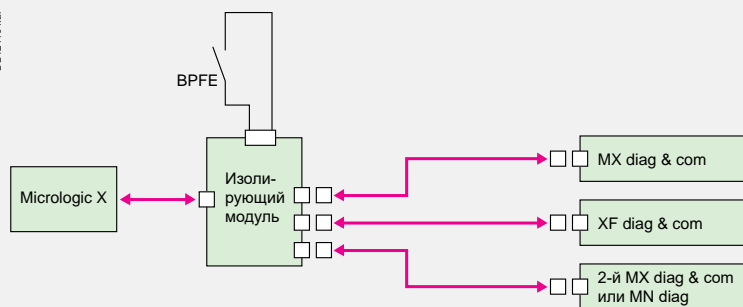 BPFE
Micrologic X
Изоли-
рующий
модуль
MX diag & com
XF diag & com
2-й MX diag & com
или MN diag